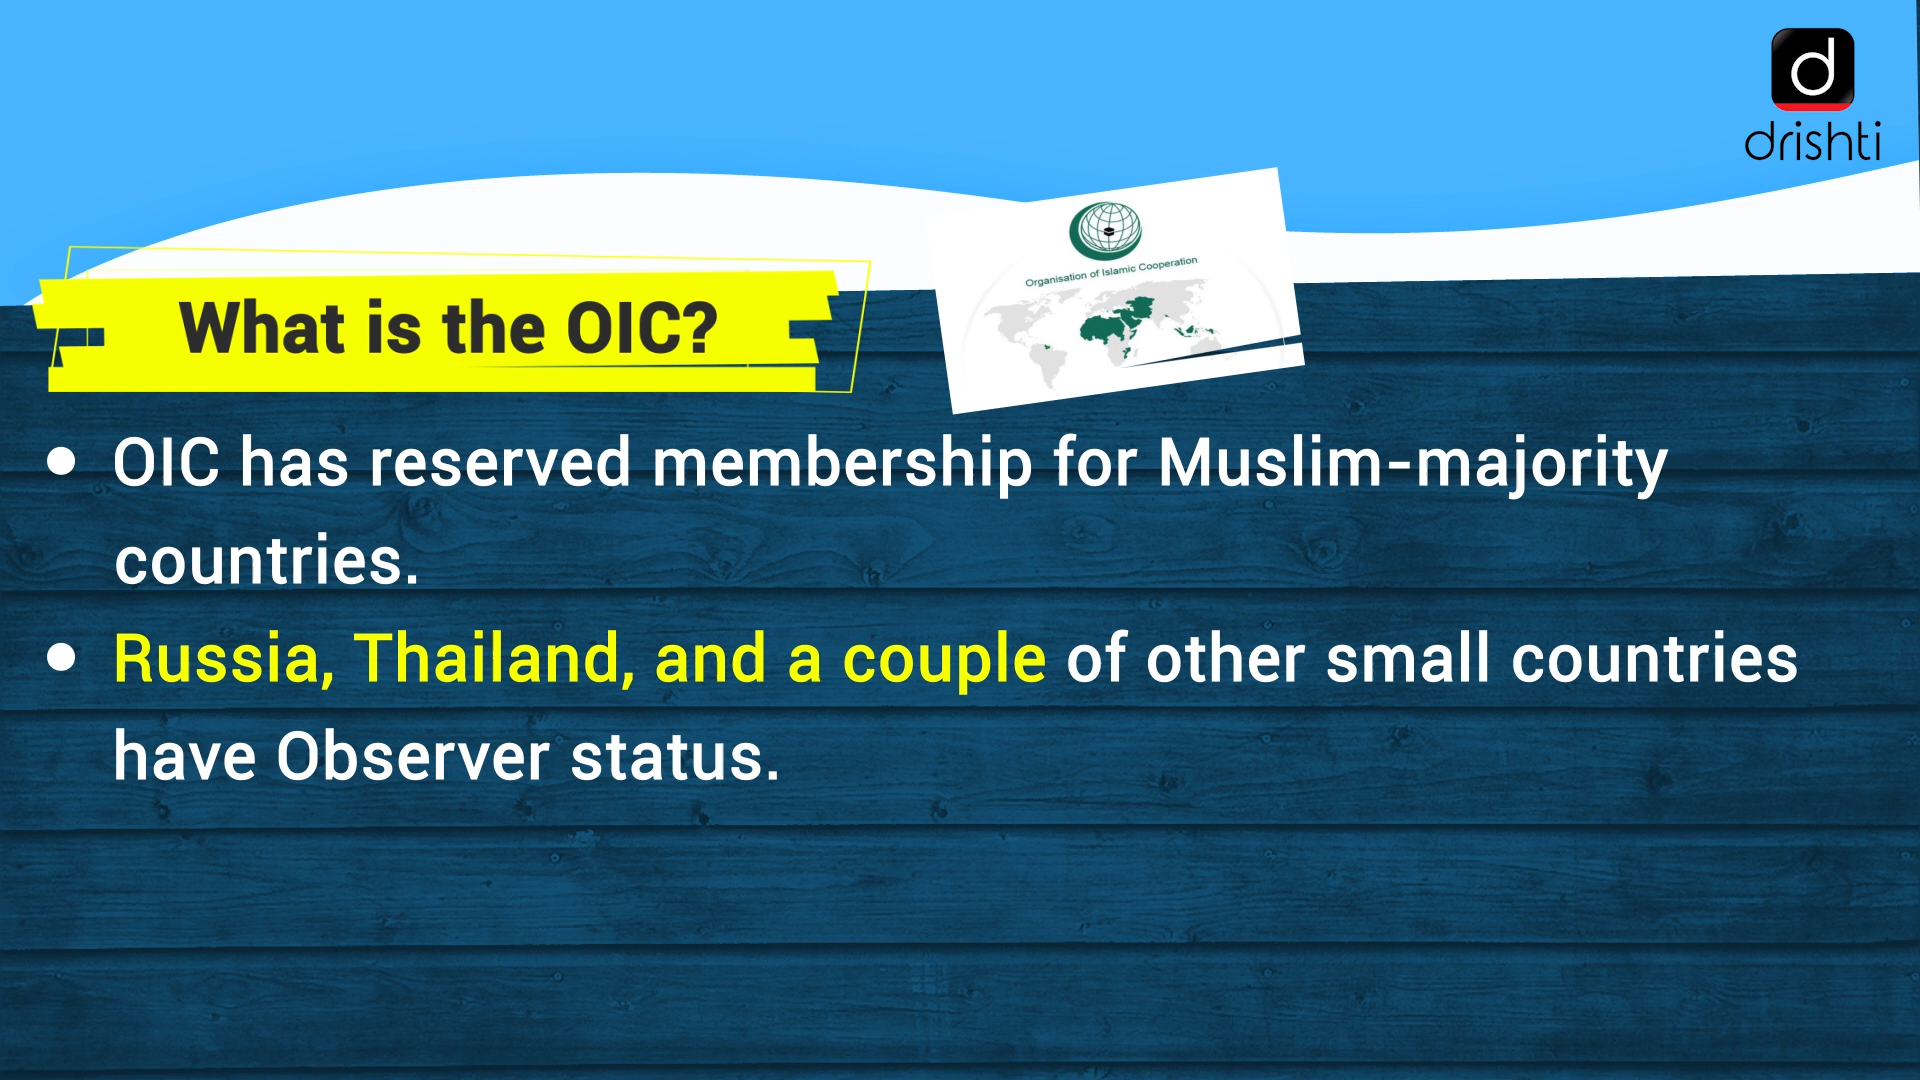 d
drishti
Organisation of Islamic Cooperation
What is the OIC?
● OIC has reserved membership for Muslim-majority
countries.
● Russia, Thailand, and a couple of other small countries
have Observer status.